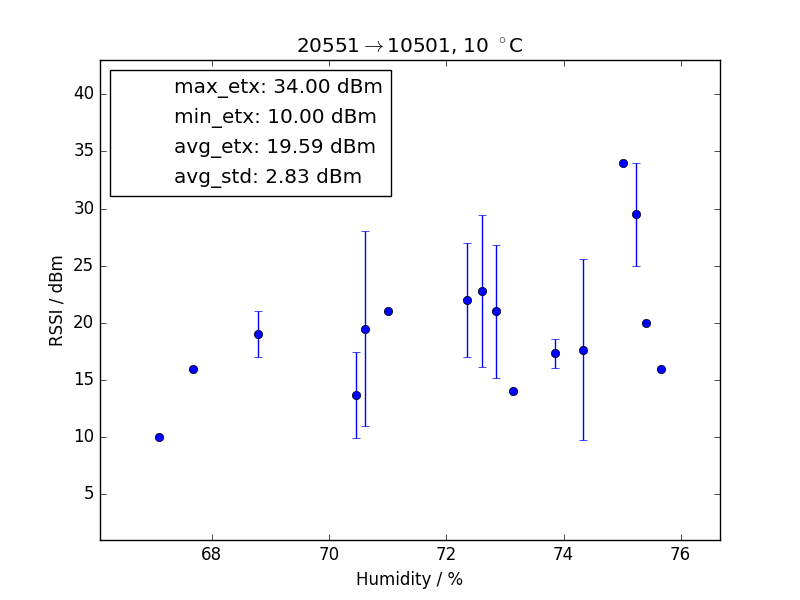 20551→10501, 10 °C
max_etx: 34.00 dBm
min_etx: 10.00 dBm
avg_etx: 19.59 dBm
avg_std: 2.83 dBm
40
35
30
25
20
15
10
5
RSSI / dBm
68 70 72 74 76
Humidity / %